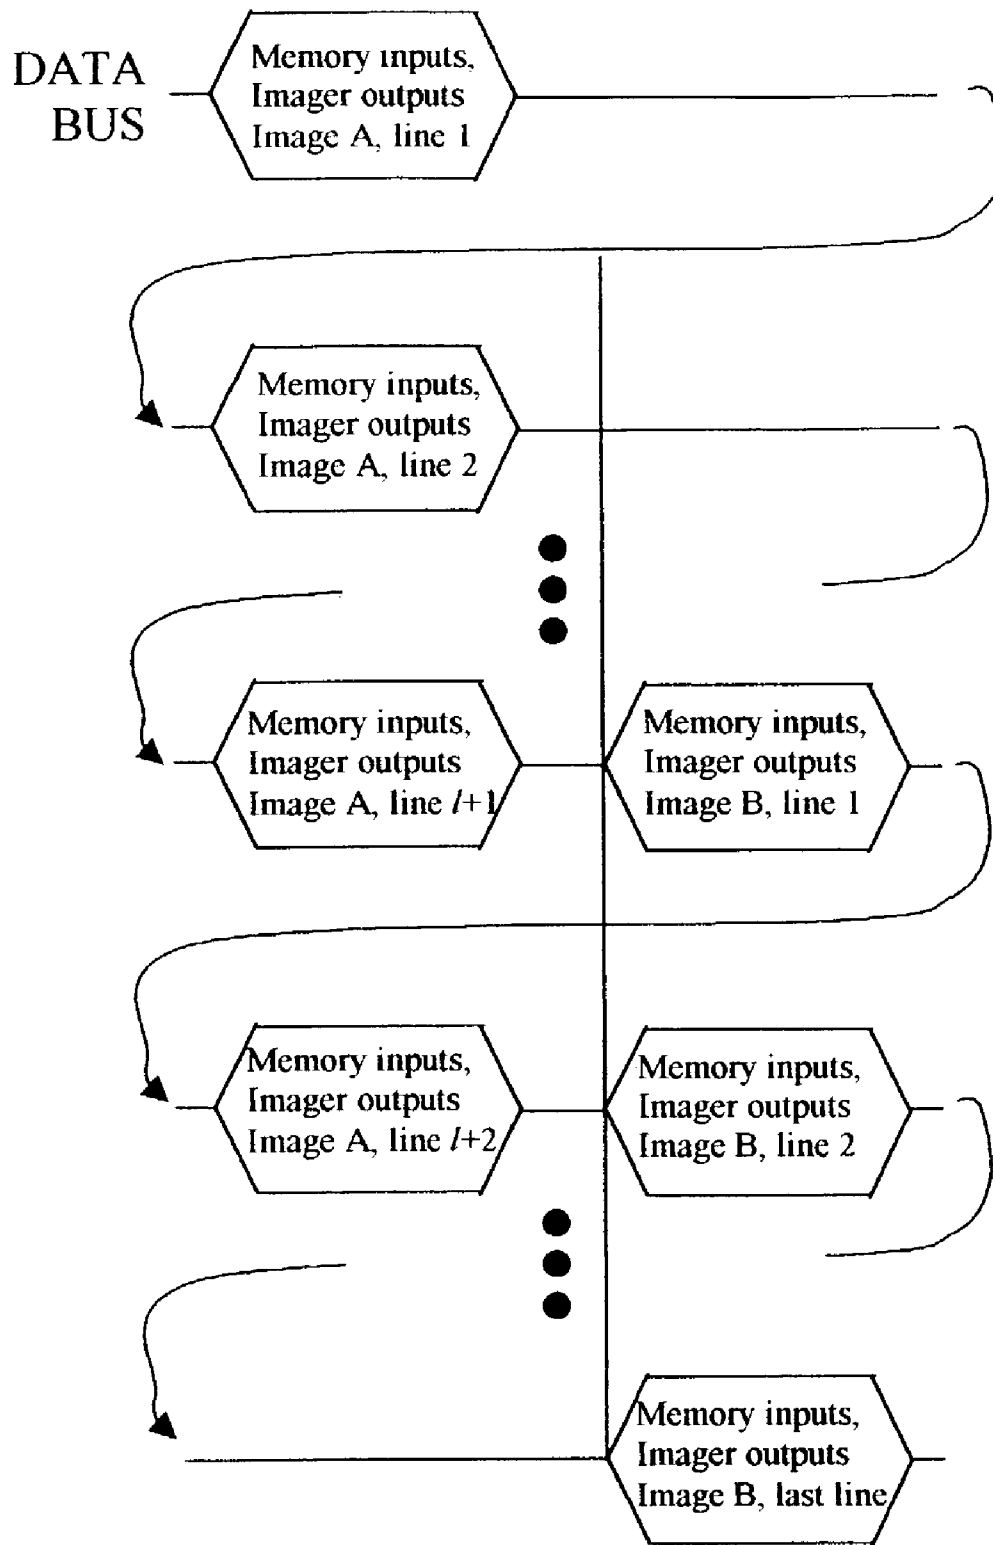 DATA
BUS
Memory inputs,
Imager outputs
Image A, line 1
Memory inputs,
Imager outputs
Image A, line 2
Memory inputs,
Imager outputs
Image A, line l+1
Memory inputs,
Imager outputs
Image B, line 1
Memory inputs,
Imager outputs
Image A, line l+2
Memory inputs,
Imager outputs
Image B, line 2
Memory inputs,
Imager outputs
Image B, last line